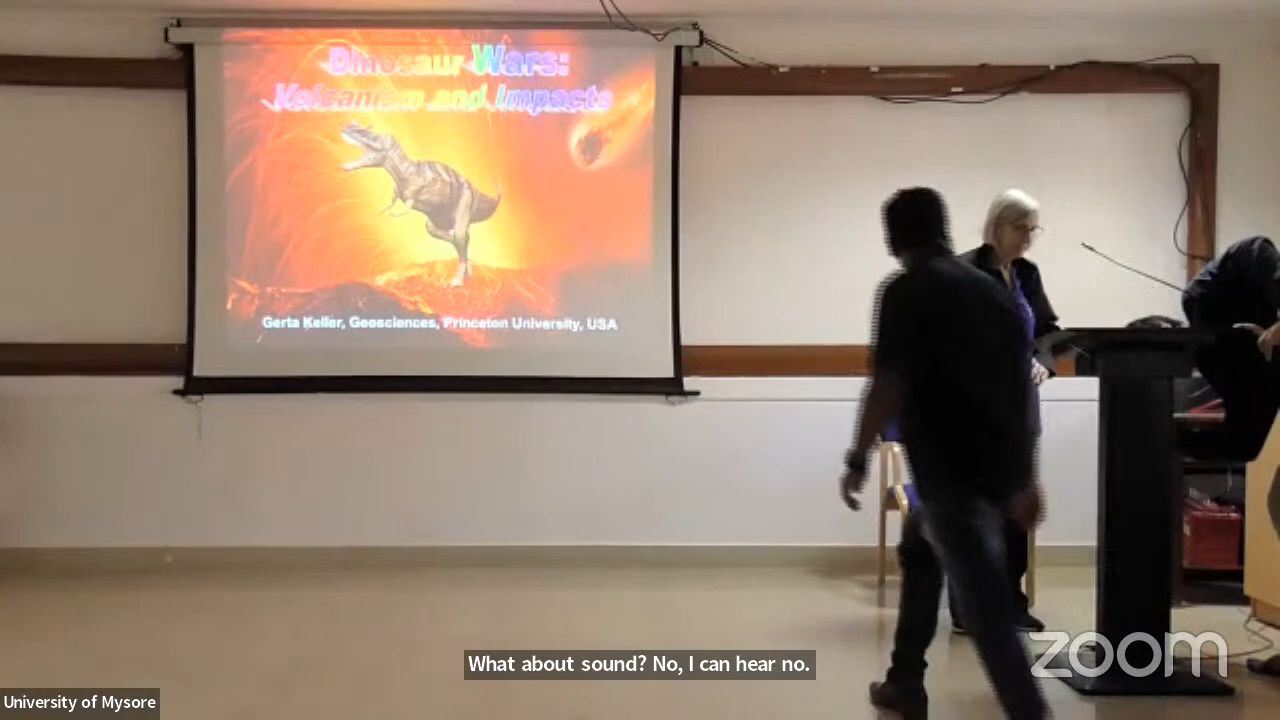 Dinosaur Wars:
Volcanism and Impacts
Gerta Keller, Geosciences, Princeton University, USA
What about sound? No, I can hear no.
zoom
University of Mysore